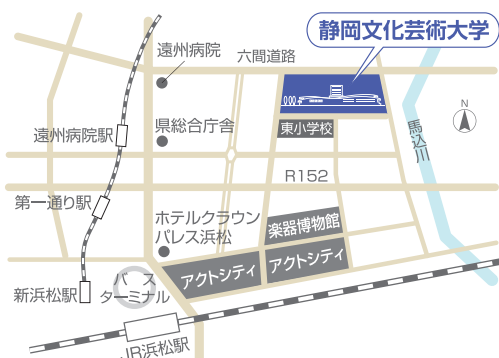 静岡文化芸術大学
遠州病院
六間道路
N
県総合庁舎
東小学校
馬込川
遠州病院駅
R152
第一通り駅
ホテルクラウン
パレス浜松
楽器博物館
アクトシティ
アクトシティ
バス
ターミナル
新浜松駅
JR浜松駅